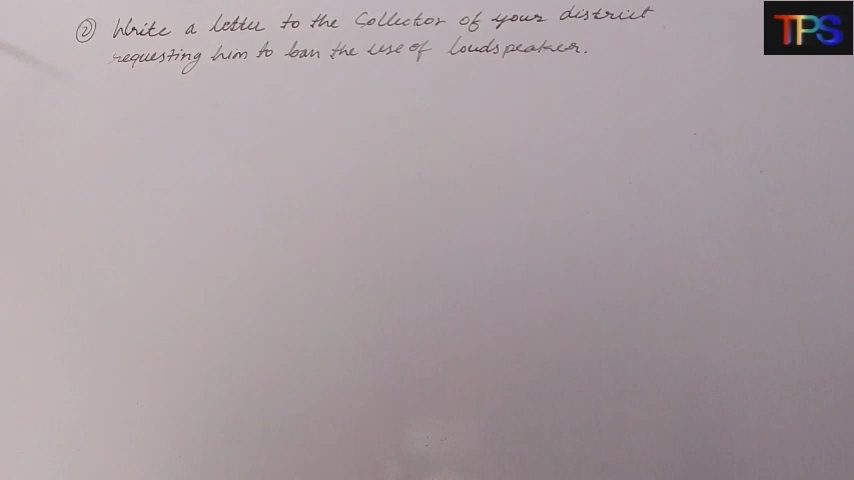 ② Write a letter to the Collector of your district
requesting him to ban the use of loudspeaker.
TPS